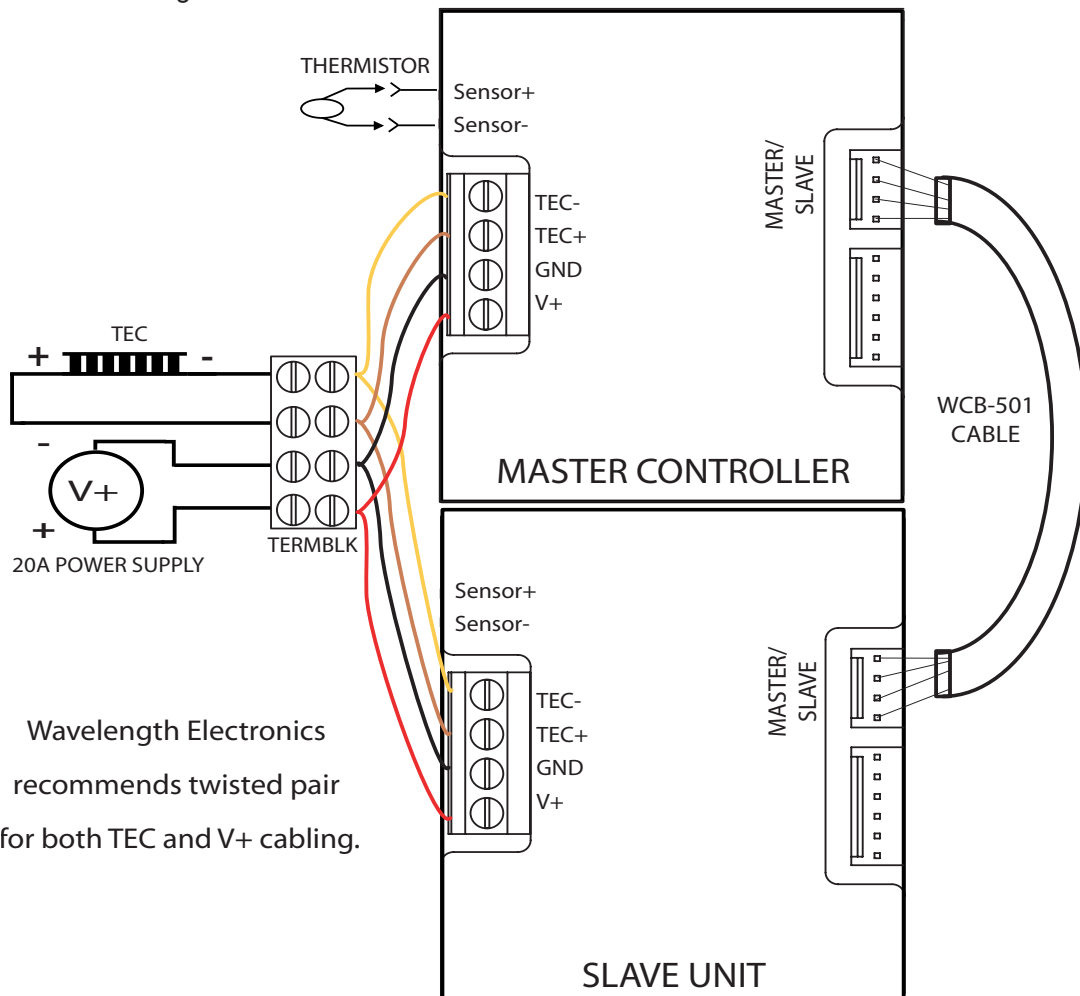 THERMISTOR
Sensor+
Sensor-
MASTER/
SLAVE
TEC-
TEC+
GND
V+
TEC
+
-
-
V+
+
20A POWER SUPPLY
TERMBLK
WCB-501
CABLE
MASTER CONTROLLER
Sensor+
Sensor-
MASTER/
SLAVE
TEC-
TEC+
GND
V+
Wavelength Electronics
recommends twisted pair
for both TEC and V+ cabling.
SLAVE UNIT